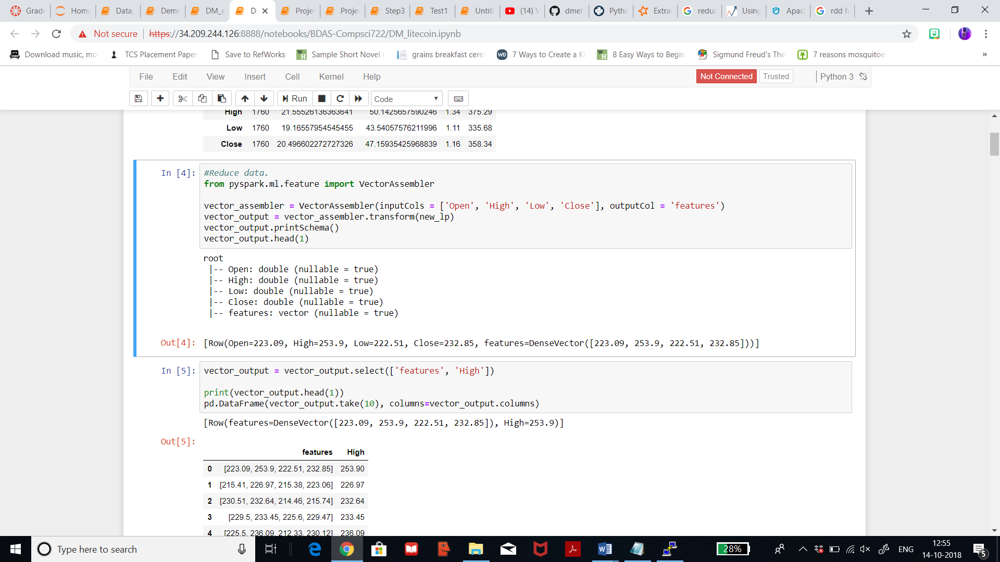 Grade Home Data_ Demo DM_e D Proje Proje Step3 Test1 Untitl (14) V dmeh Pytho Extra reduc Using Apac rdd f
Not secure https://34.209.244.126:8888/notebooks/BDAS-Compsci722/DM_litecoin.ipynb
Download music, mo TCS Placement Paper Save to RefWorks Sample Short Novel grains breakfast cerea 7 Ways to Create a Ki 8 Easy Ways to Begin Sigmund Freud's The 7 reasons mosquitoe »
File Edit View Insert Cell Kernel Help Not Connected Trusted Python 3
Run Code
High 1760 21.55526136363641 50.1425657590246 1.34 375.29
Low 1760 19.16557954545455 43.54057576211996 1.11 335.68
Close 1760 20.496602272727326 47.15935425968839 1.16 358.34
In [4]: #Reduce data.
from pyspark.ml.feature import VectorAssembler
vector_assembler = VectorAssembler(inputCols = ['Open', 'High', 'Low', 'Close'], outputCol = 'features')
vector_output = vector_assembler.transform(new_lp)
vector_output.printSchema()
vector_output.head(1)
root
|-- Open: double (nullable = true)
|-- High: double (nullable = true)
|-- Low: double (nullable = true)
|-- Close: double (nullable = true)
|-- features: vector (nullable = true)
Out[4]: [Row(Open=223.09, High=253.9, Low=222.51, Close=232.85, features=DenseVector([223.09, 253.9, 222.51, 232.85]))]
In [5]: vector_output = vector_output.select(['features', 'High'])
print(vector_output.head(1))
pd.DataFrame(vector_output.take(10), columns=vector_output.columns)
[Row(features=DenseVector([223.09, 253.9, 222.51, 232.85]), High=253.9)]
Out[5]:
features High
0 [223.09, 253.9, 222.51, 232.85] 253.90
1 [215.41, 226.97, 215.38, 223.06] 226.97
2 [230.51, 232.64, 214.46, 215.74] 232.64
3 [229.5, 233.45, 225.6, 229.47] 233.45
4 [225.5, 236.09, 212.33, 230.12] 236.09
Type here to search 28% ENG 12:55
14-10-2018 5